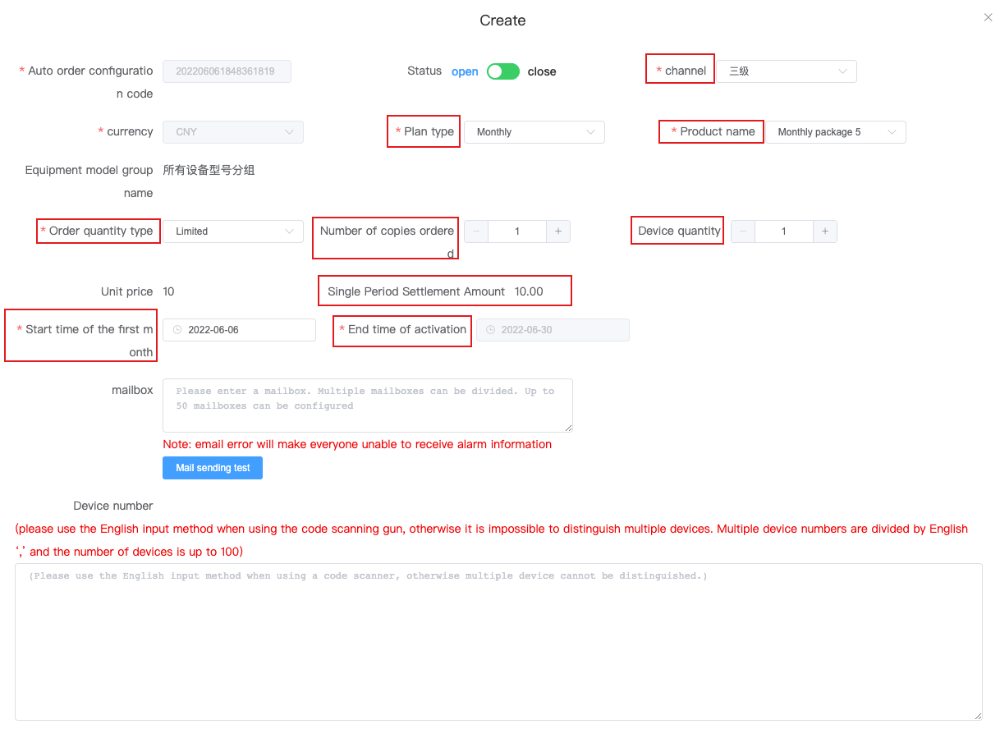 Create
* Auto order configuratio
n code
202206061848361819
Status open close
* channel 三级
* currency CNY
* Plan type Monthly
* Product name Monthly package 5
Equipment model group
name
所有设备型号分组
* Order quantity type Limited
Number of copies ordere
d
− 1 +
Device quantity − 1 +
Unit price 10
Single Period Settlement Amount 10.00
* Start time of the first m
onth
2022-06-06
* End time of activation 2022-06-30
mailbox
Please enter a mailbox. Multiple mailboxes can be divided. Up to
50 mailboxes can be configured
Note: email error will make everyone unable to receive alarm information
Mail sending test
Device number
(please use the English input method when using the code scanning gun, otherwise it is impossible to distinguish multiple devices. Multiple device numbers are divided by English
‘,’ and the number of devices is up to 100)
(Please use the English input method when using a code scanner, otherwise multiple device cannot be distinguished.)